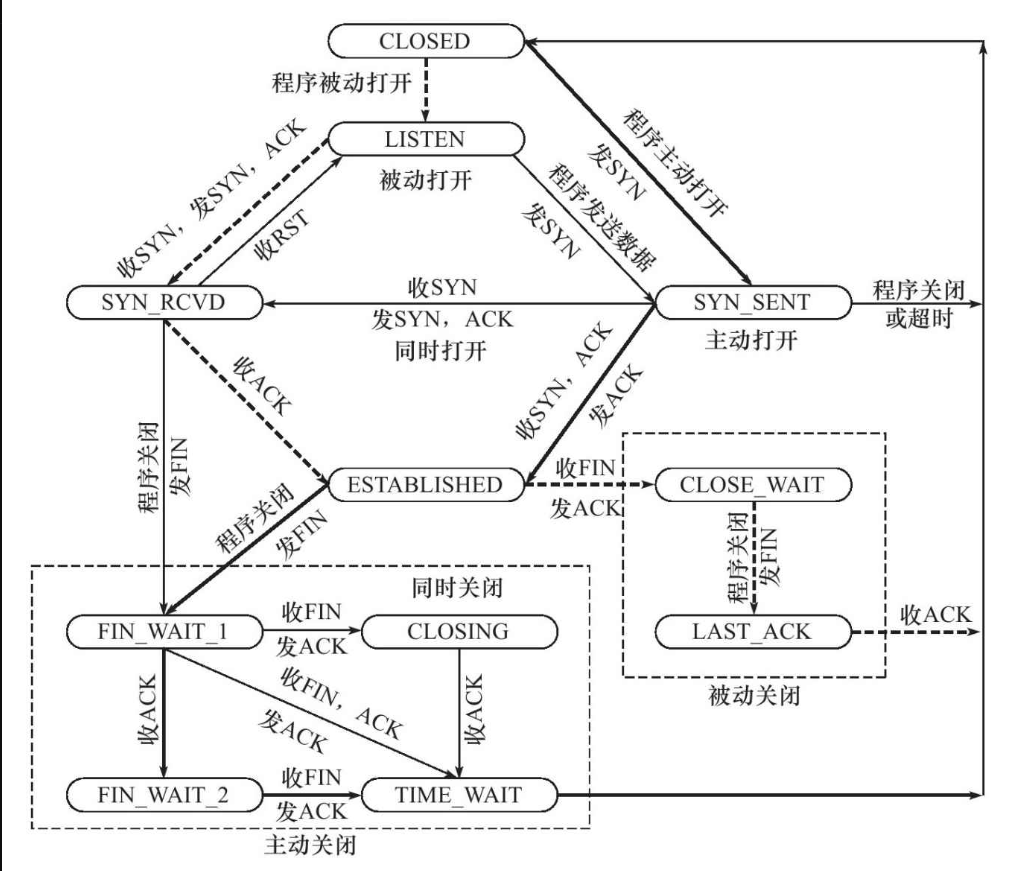 CLOSED
程序被动打开
LISTEN
被动打开
收SYN，发SYN，ACK
收RST
程序主动打开
发SYN
程序发送数据
发SYN
SYN_RCVD
收SYN
发SYN，ACK
同时打开
SYN_SENT
主动打开
程序关闭
或超时
收ACK
收SYN，ACK
发ACK
程序关闭
发FIN
ESTABLISHED
收FIN
发ACK
CLOSE_WAIT
程序关闭
发FIN
程序关闭
发FIN
同时关闭
FIN_WAIT_1
收FIN
发ACK
CLOSING
LAST_ACK
收ACK
被动关闭
收ACK
收FIN，ACK
发ACK
收ACK
FIN_WAIT_2
收FIN
发ACK
TIME_WAIT
主动关闭